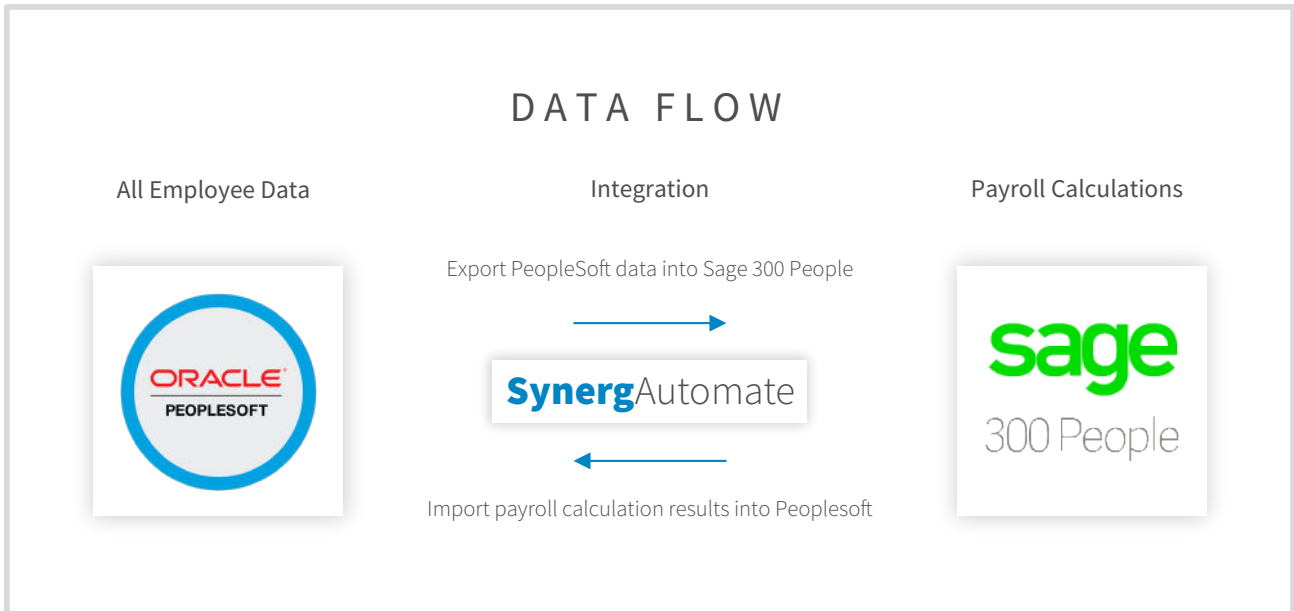 DATA FLOW
All Employee Data
Integration
Payroll Calculations
Export PeopleSoft data into Sage 300 People
ORACLE
PEOPLESOFT
SynergAutomate
sage
300 People
Import payroll calculation results into Peoplesoft